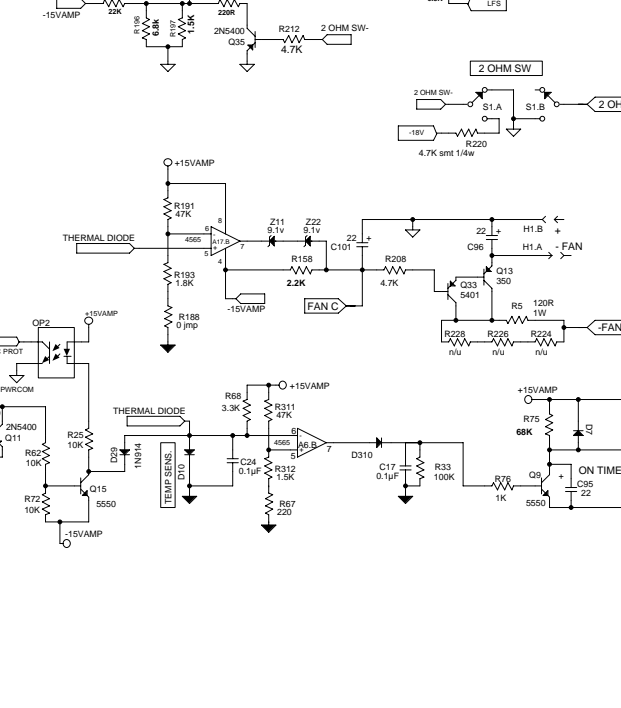 -15VAMP
22K
R196
6.8k
R197
1.5K
220R
2N5400
Q35
R212
4.7K
2 OHM SW-
LFS
2 OHM SW
2 OHM SW-
S1.A
S1.B
2 OH
-18V
R220
4.7K smt 1/4w
+15VAMP
R191
47K
THERMAL DIODE
8
6
-
4565
A17.B
7
5
+
4
Z11
9.1v
Z22
9.1v
22
+
C101
22
+
C96
H1.B
+
H1.A
- FAN
R158
2.2K
R208
4.7K
R193
1.8K
R188
0 jmp
-15VAMP
FAN C
Q33
5401
Q13
350
R5
120R
1W
R228
R226
R224
n/u
n/u
n/u
-FAN
OP2
+15VAMP
C PROT
PWRCOM
2N5400
Q11
R62
10K
R25
10K
R72
10K
Q15
5550
-15VAMP
THERMAL DIODE
D29
1N914
TEMP SENS.
D10
R68
3.3K
+15VAMP
R311
47K
C24
0.1µF
R312
1.5K
R67
220
6
-
4565
A6.B
7
5
+
D310
C17
0.1µF
R33
100K
R76
1K
+15VAMP
R75
68K
D7
Q9
5550
+
C95
22
ON TIME